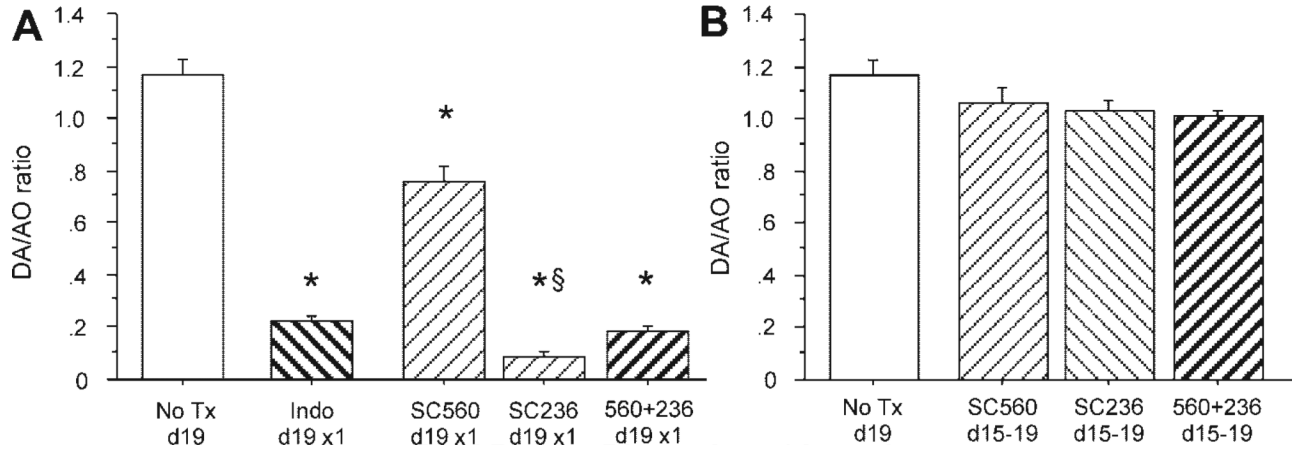 A
DA/AO ratio
1.4
1.2
1.0
.8
.6
.4
.2
0
*
*
*§
*
No Tx
d19
Indo
d19 x1
SC560
d19 x1
SC236
d19 x1
560+236
d19 x1
B
DA/AO ratio
1.4
1.2
1.0
.8
.6
.4
.2
0
No Tx
d19
SC560
d15-19
SC236
d15-19
560+236
d15-19